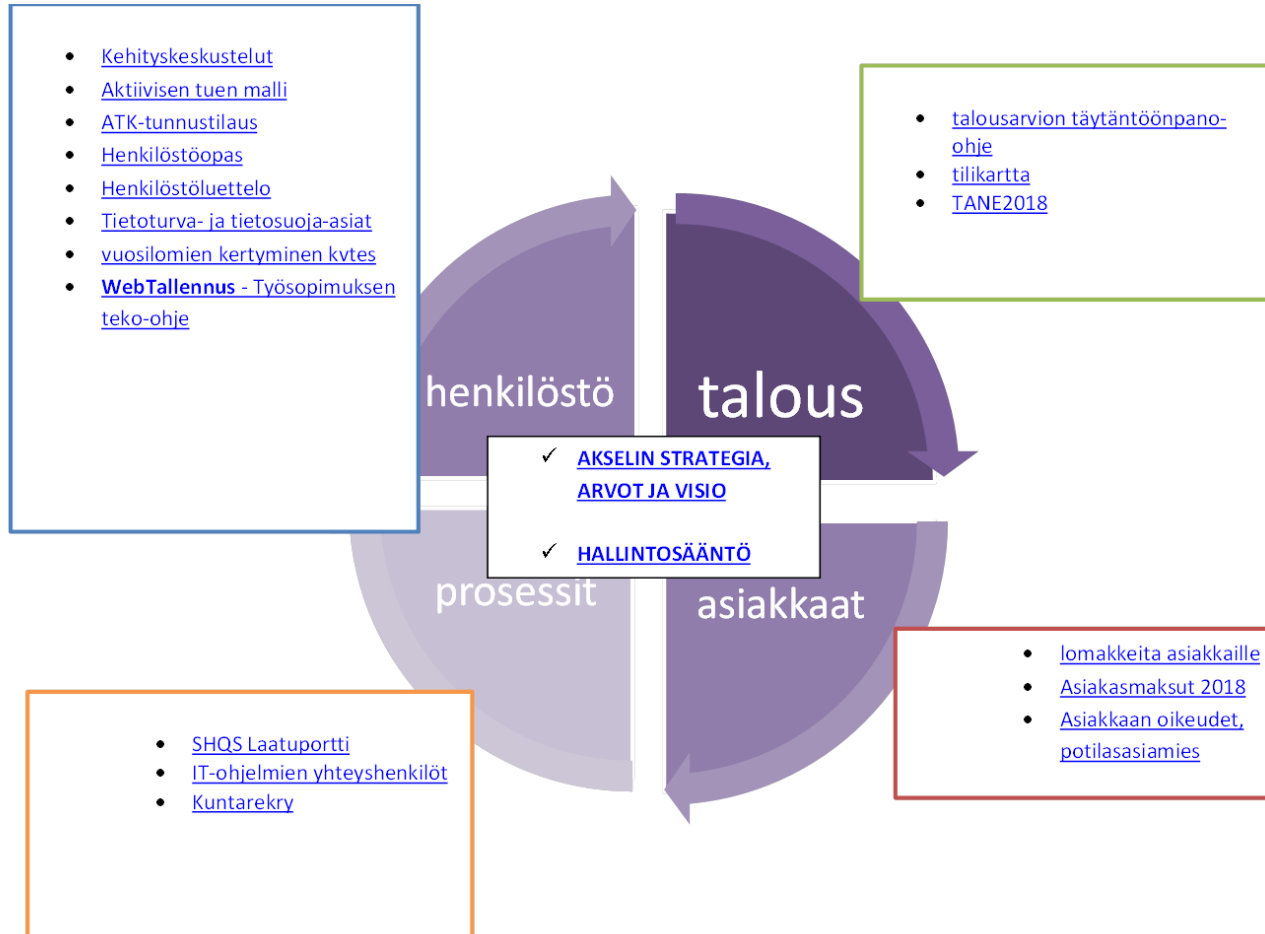 Kehityskeskustelut
Aktiivisen tuen malli
ATK-tunnustilaus
Henkilöstöopas
Henkilöstöluettelo
Tietoturva- ja tietosuoja-asiat
vuosilomien kertyminen kvtes
WebTallennus - Työsopimuksen
teko-ohje
talousarvion täytäntöönpano-
ohje
tilikartta
TANE2018
henkilöstö
talous
AKSELIN STRATEGIA,
ARVOT JA VISIO
HALLINTOSÄÄNTÖ
prosessit
asiakkaat
SHQS Laatuportti
IT-ohjelmien yhteyshenkilöt
Kuntarekry
lomakkeita asiakkaille
Asiakasmaksut 2018
Asiakkaan oikeudet,
potilasasiamies